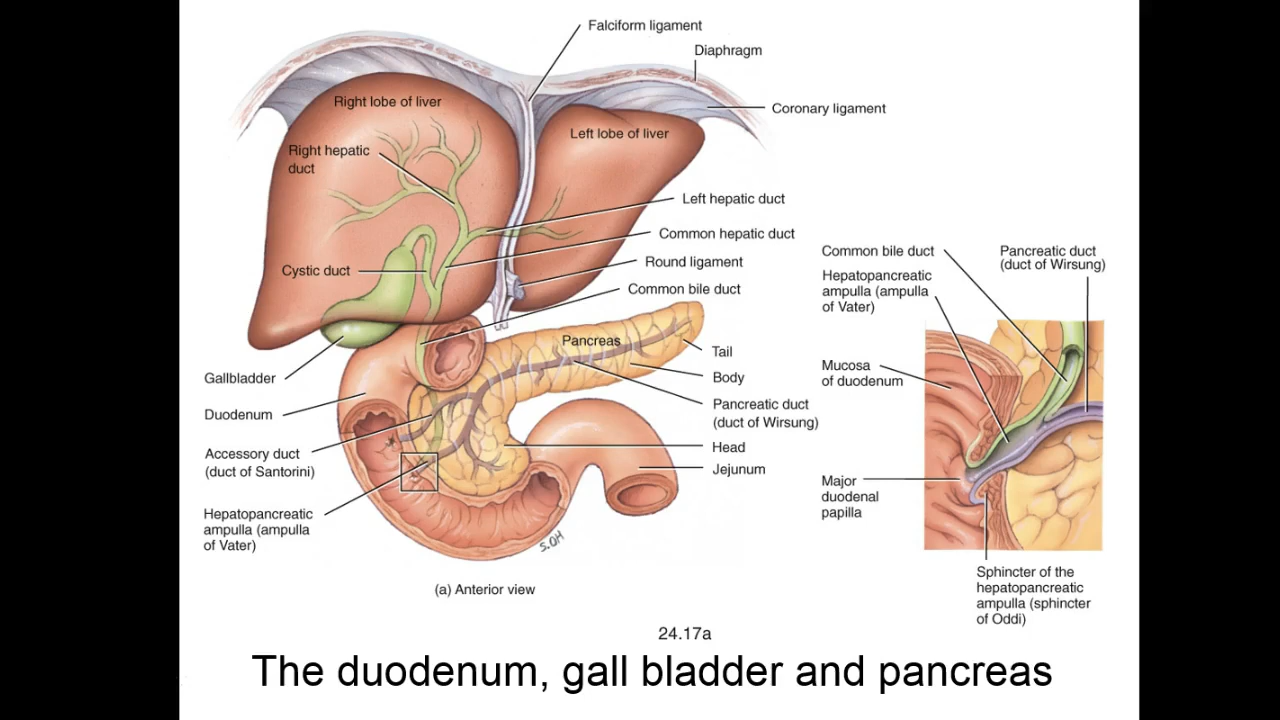 Falciform ligament
Diaphragm
Coronary ligament
Right lobe of liver
Left lobe of liver
Right hepatic
duct
Left hepatic duct
Common hepatic duct
Cystic duct
Round ligament
Common bile duct
Pancreas
Tail
Gallbladder
Body
Duodenum
Pancreatic duct
(duct of Wirsung)
Accessory duct
(duct of Santorini)
Head
Jejunum
Hepatopancreatic
ampulla (ampulla
of Vater)
S.OH
(a) Anterior view
Common bile duct
Pancreatic duct
(duct of Wirsung)
Hepatopancreatic
ampulla (ampulla
of Vater)
Mucosa
of duodenum
Major
duodenal
papilla
Sphincter of the
hepatopancreatic
ampulla (sphincter
of Oddi)
24.17a
The duodenum, gall bladder and pancreas